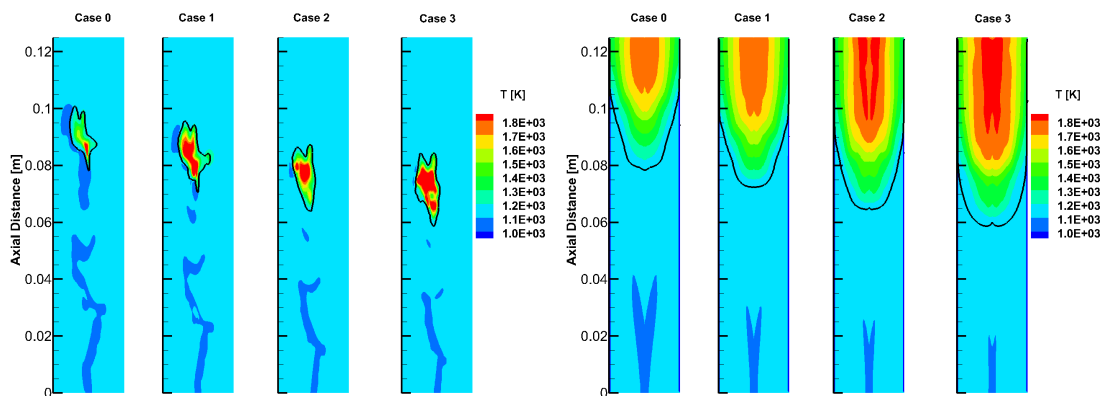 Case 0 Case 1 Case 2 Case 3
Axial Distance [m]
0.12
0.1
0.08
0.06
0.04
0.02
0
T [K]
1.8E+03
1.7E+03
1.6E+03
1.5E+03
1.4E+03
1.3E+03
1.2E+03
1.1E+03
1.0E+03
Case 0 Case 1 Case 2 Case 3
Axial Distance [m]
0.12
0.1
0.08
0.06
0.04
0.02
0
T [K]
1.8E+03
1.7E+03
1.6E+03
1.5E+03
1.4E+03
1.3E+03
1.2E+03
1.1E+03
1.0E+03